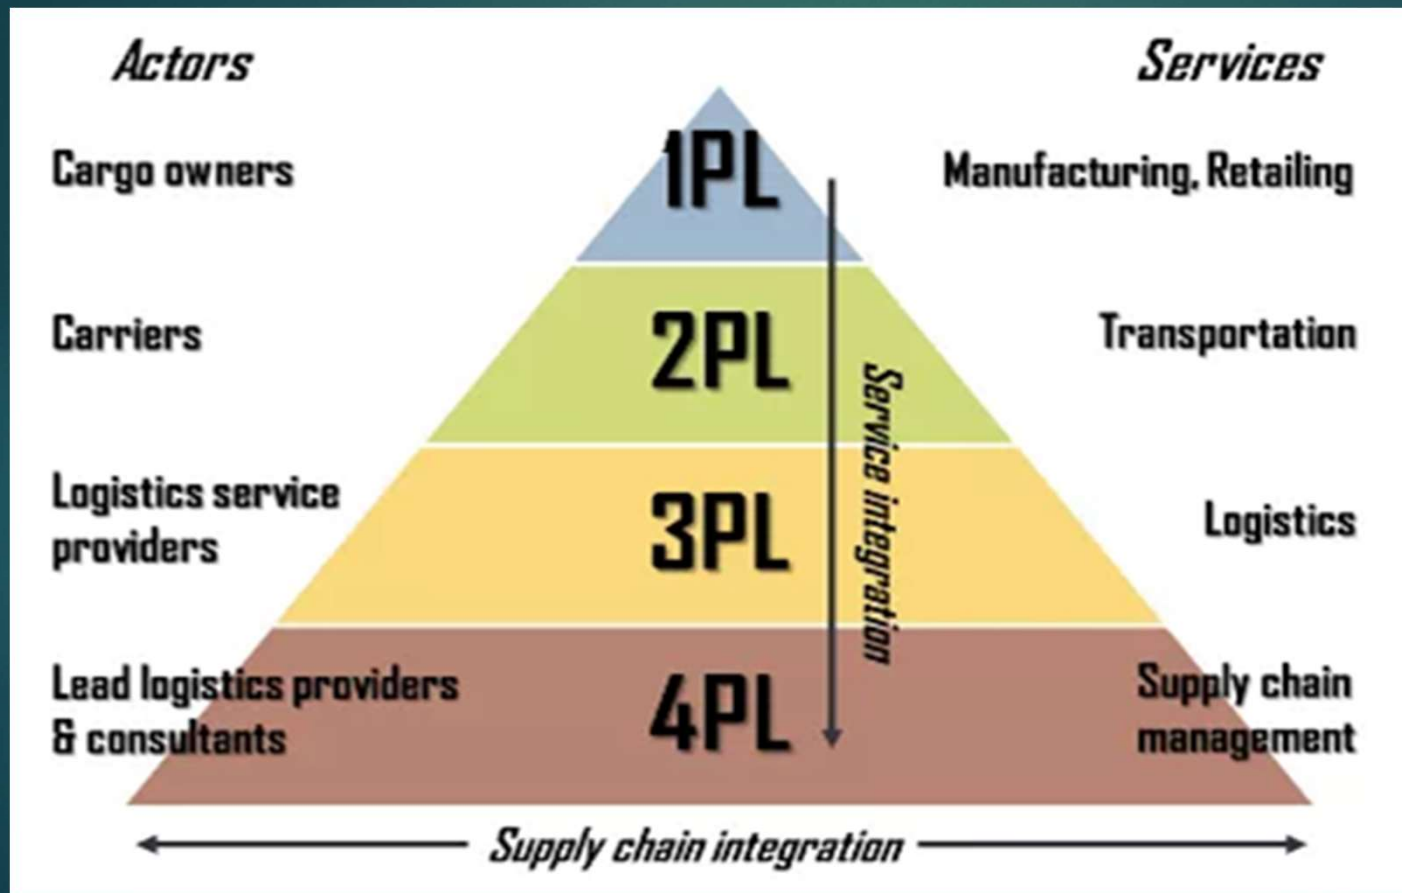 Actors
Services
Cargo owners
1PL
Manufacturing, Retailing
Carriers
2PL
Transportation
Logistics service
providers
3PL
Logistics
Service integration
Lead logistics providers
& consultants
4PL
Supply chain
management
Supply chain integration